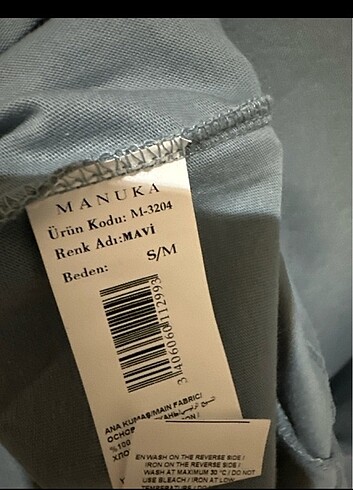 MANUKA
Ürün Kodu: M-3204
Renk Adı:MAVİ
Beden: S/M
ANA KUMAŞ/MAIN FABRIC/
%100
EN WASH ON THE REVERSE SIDE /
IRON ON THE REVERSE SIDE /
WASH AT MAXIMUM 30 °C / DO NOT
USE BLEACH / IRON AT LOW